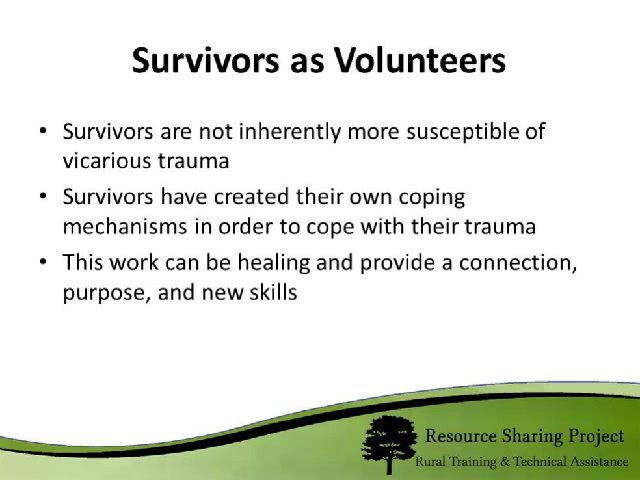 Survivors as Volunteers
• Survivors are not inherently more susceptible of
vicarious trauma
• Survivors have created their own coping
mechanisms in order to cope with their trauma
• This work can be healing and provide a connection,
purpose, and new skills
Resource Sharing Project
Rural Training & Technical Assistance